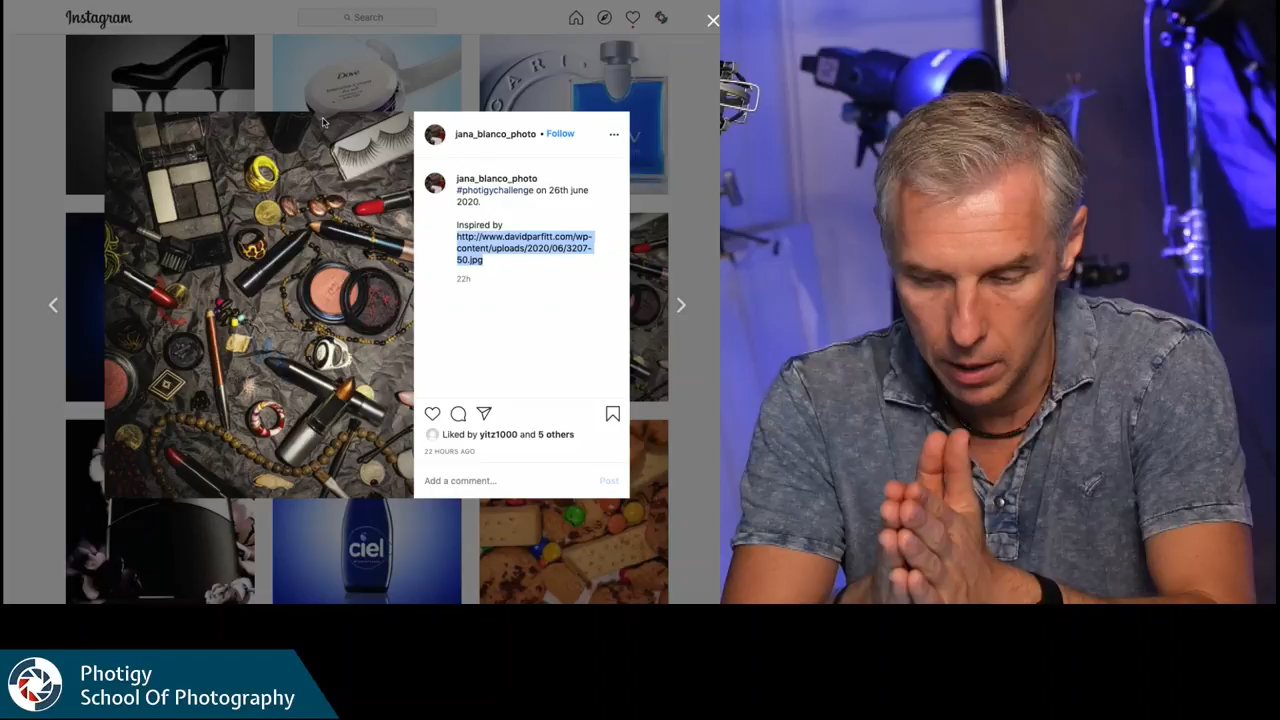 Instagram
Search
Dove
jana_blanco_photo • Follow
jana_blanco_photo
#photigychallenge on 26th june
2020.
Inspired by
http://www.davidparfitt.com/wp-
content/uploads/2020/06/3207-
50.jpg
22h
Liked by yitz1000 and 5 others
22 HOURS AGO
Add a comment... Post
ciel
Photigy
School Of Photography